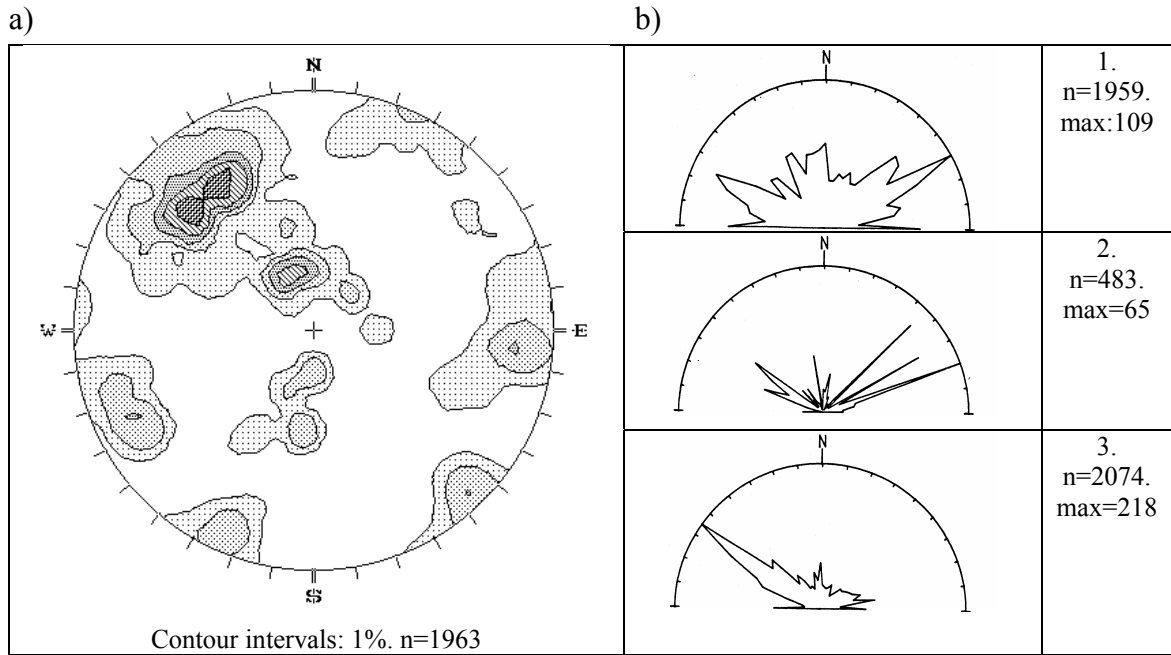 a)
b)
N
W
E
S
Contour intervals: 1%. n=1963
N
1.
n=1959.
max:109
N
2.
n=483.
max=65
N
3.
n=2074.
max=218